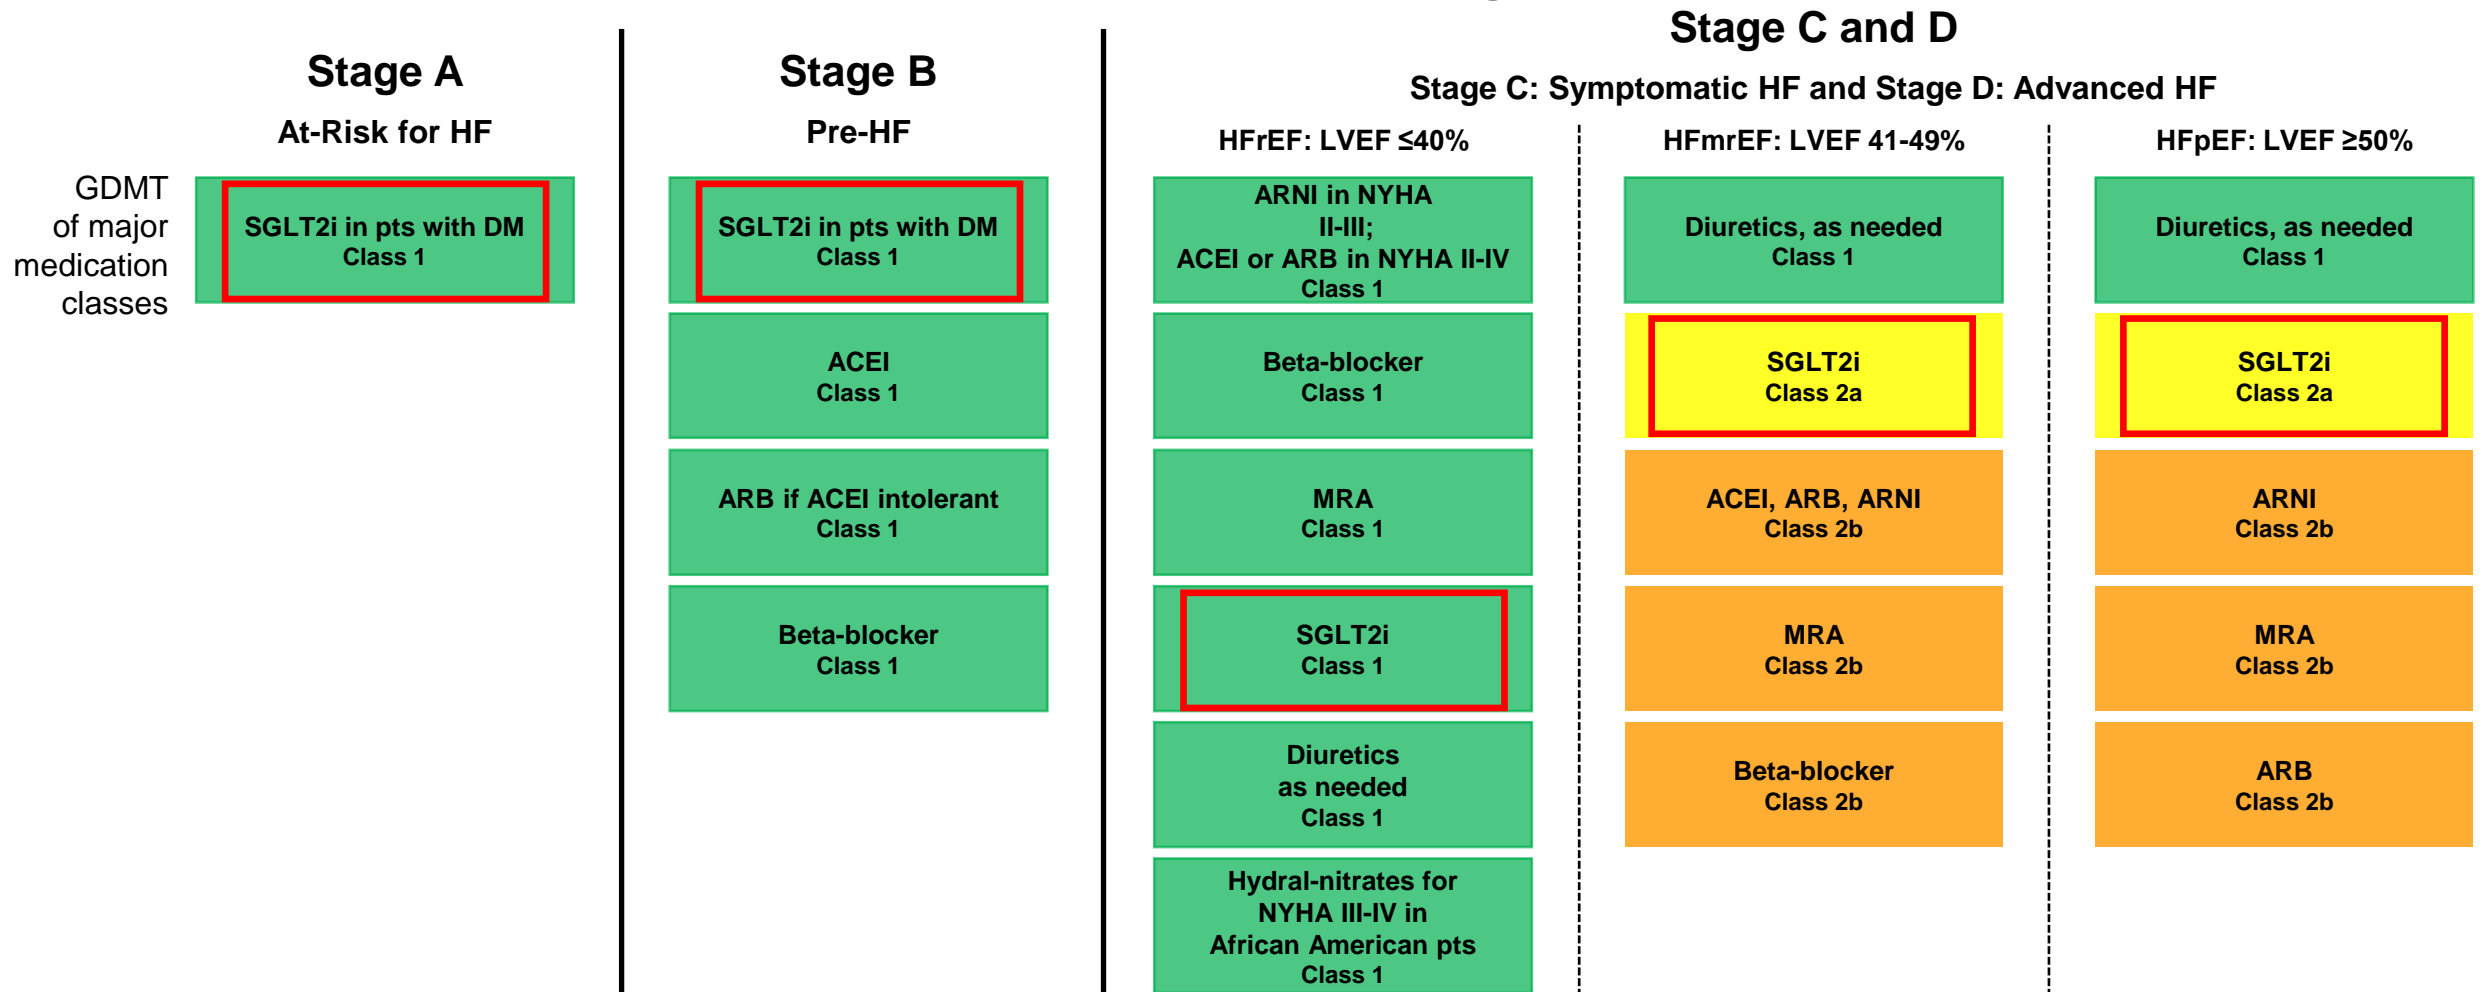 Stage A
At-Risk for HF
GDMT
of major
medication
classes
SGLT2i in pts with DM
Class 1
Stage B
Pre-HF
SGLT2i in pts with DM
Class 1
ACEI
Class 1
ARB if ACEI intolerant
Class 1
Beta-blocker
Class 1
Stage C and D
Stage C: Symptomatic HF and Stage D: Advanced HF
HFrEF: LVEF ≤40%
ARNI in NYHA
II-III;
ACEI or ARB in NYHA II-IV
Class 1
Beta-blocker
Class 1
MRA
Class 1
SGLT2i
Class 1
Diuretics
as needed
Class 1
Hydral-nitrates for
NYHA III-IV in
African American pts
Class 1
HFmrEF: LVEF 41-49%
Diuretics, as needed
Class 1
SGLT2i
Class 2a
ACEI, ARB, ARNI
Class 2b
MRA
Class 2b
Beta-blocker
Class 2b
HFpEF: LVEF ≥50%
Diuretics, as needed
Class 1
SGLT2i
Class 2a
ARNI
Class 2b
MRA
Class 2b
ARB
Class 2b